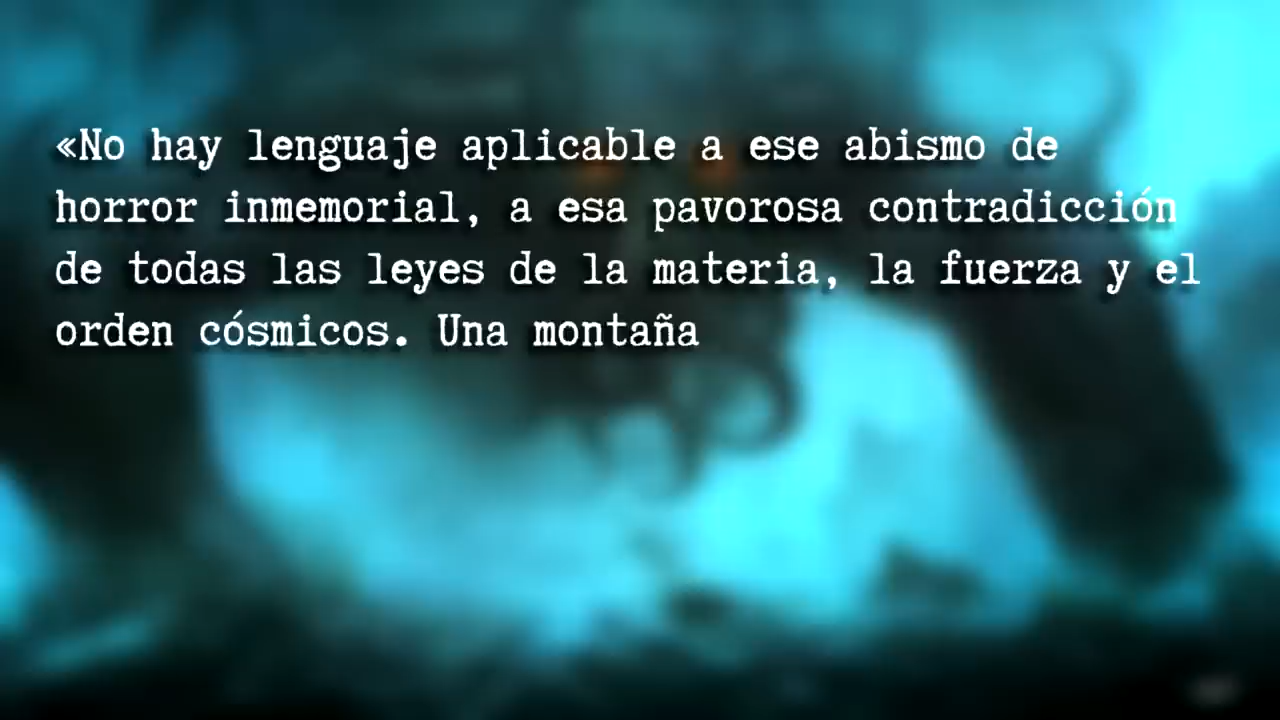 «No hay lenguaje aplicable a ese abismo de
horror inmemorial, a esa pavorosa contradicción
de todas las leyes de la materia, la fuerza y el
orden cósmicos. Una montaña